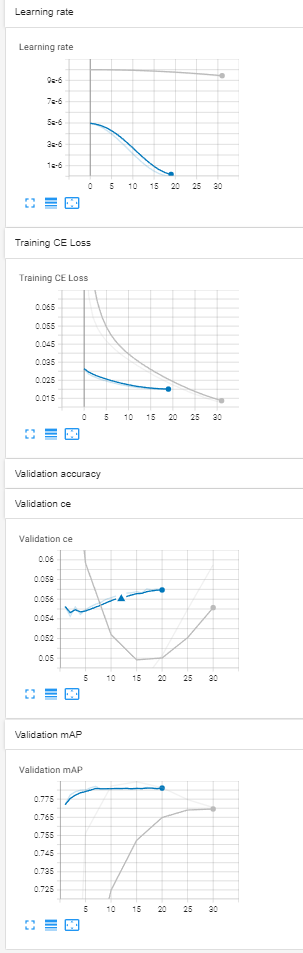 Learning rate
Learning rate
9e-6
7e-6
5e-6
3e-6
1e-6
0 5 10 15 20 25 30
Training CE Loss
Training CE Loss
0.065
0.055
0.045
0.035
0.025
0.015
0 5 10 15 20 25 30
Validation accuracy
Validation ce
Validation ce
0.06
0.058
0.056
0.054
0.052
0.05
5 10 15 20 25 30
Validation mAP
Validation mAP
0.775
0.765
0.755
0.745
0.735
0.725
5 10 15 20 25 30